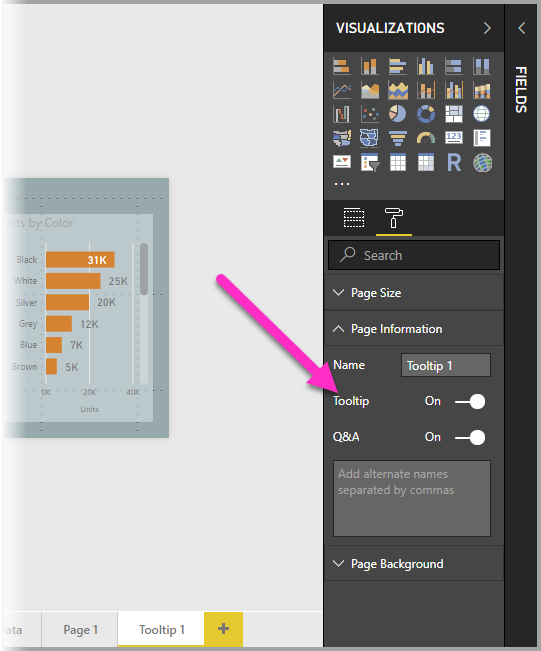 VISUALIZATIONS
FIELDS
123
R
...
Search
Page Size
Page Information
Name
Tooltip 1
Tooltip
On
Q&A
On
Add alternate names
separated by commas
Page Background
by Color
Black
31K
White
25K
Silver
20K
Grey
12K
Blue
7K
Brown
5K
0K
20K
40K
Units
Page 1
Tooltip 1
+